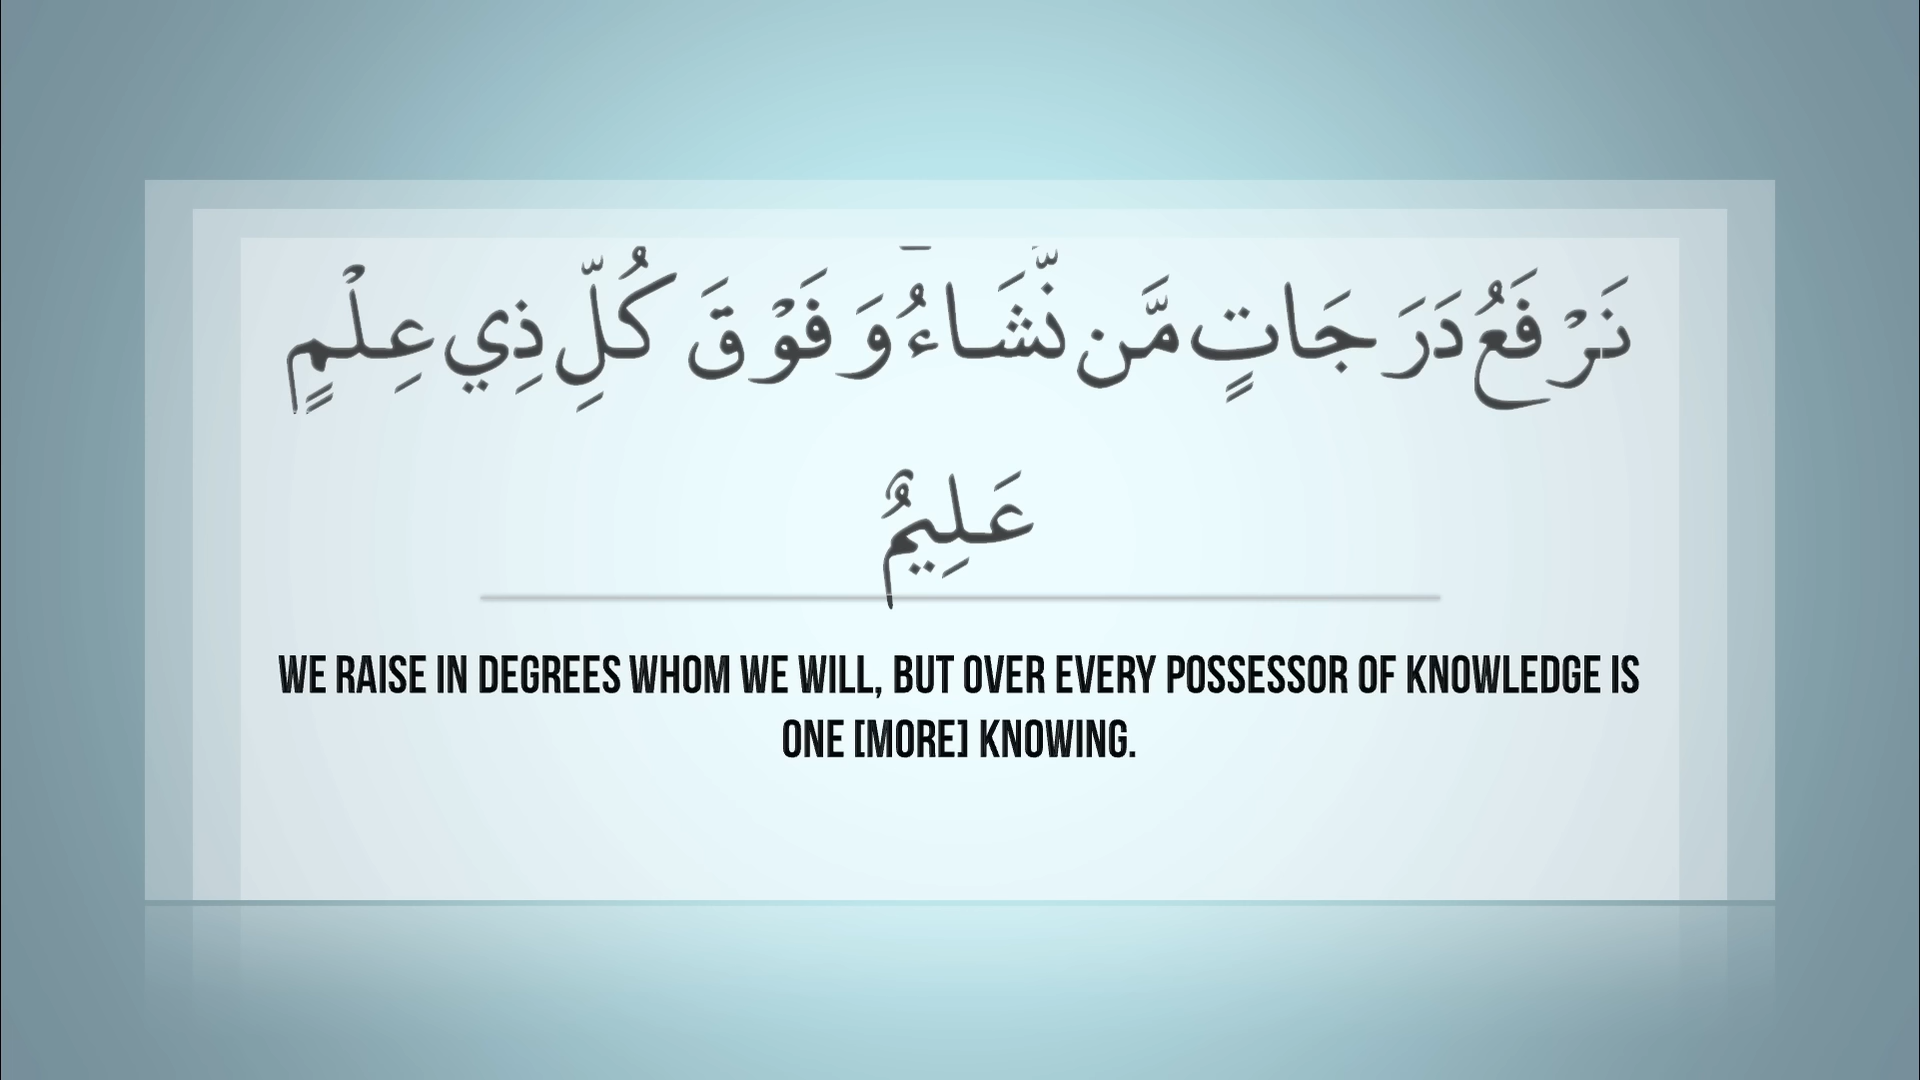 نَرْفَعُ دَرَجَاتٍ مَّن نَّشَاءُ وَفَوْقَ كُلِّ ذِي عِلْمٍ
عَلِيمٌ
WE RAISE IN DEGREES WHOM WE WILL, BUT OVER EVERY POSSESSOR OF KNOWLEDGE IS
ONE [MORE] KNOWING.